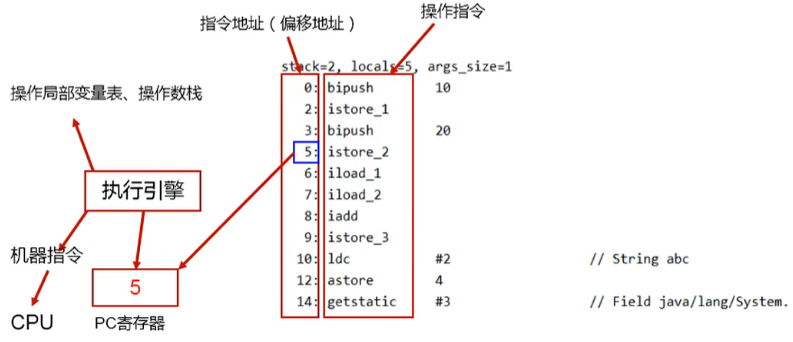 操作指令
指令地址（偏移地址）
stack=2, locals=5, args_size=1
操作局部变量表、操作数栈
0: bipush 10
2: istore_1
3: bipush 20
5: istore_2
6: iload_1
7: iload_2
8: iadd
9: istore_3
10: ldc #2 // String abc
12: astore 4
14: getstatic #3 // Field java/lang/System.
执行引擎
机器指令
5
CPU
PC寄存器